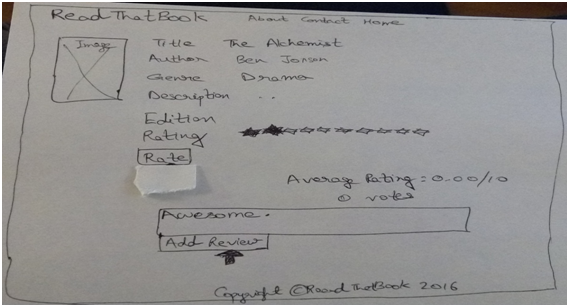 ReadThatBook About Contact Home
Image
Title The Alchemist
Author Ben Jonson
Genre Drama
Description ..
Edition
Rating
Rate
Average Rating : 0.00/10
0 votes
Awesome.
Add Review
Copyright ©ReadThatBook 2016